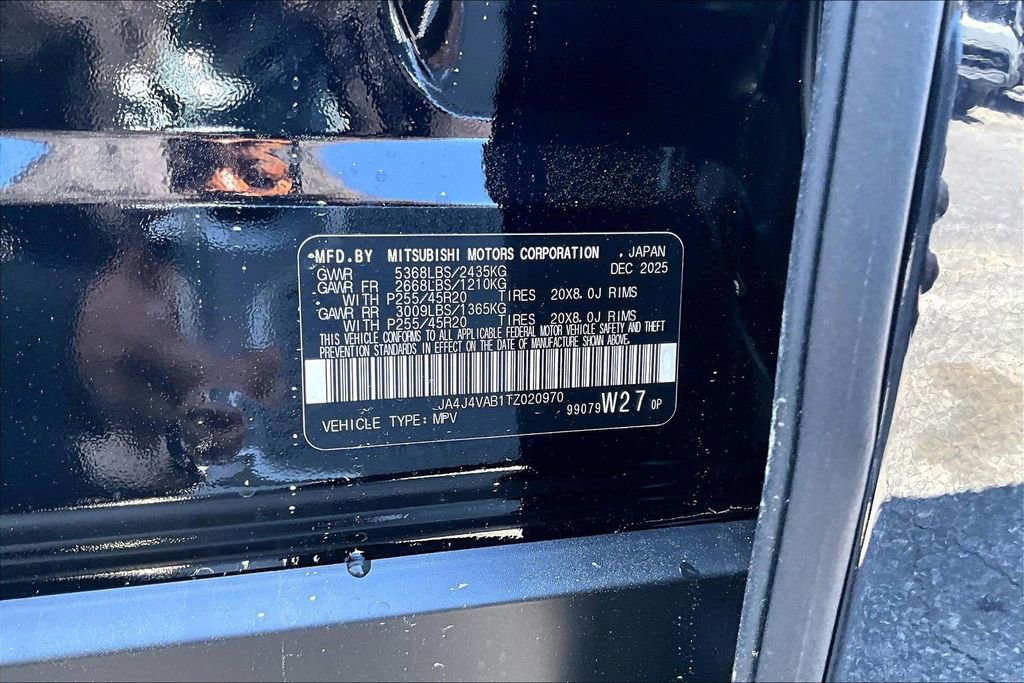 MFD.BY MITSUBISHI MOTORS CORPORATION , JAPAN
GVWR 5368LBS/2435KG DEC 2025
GAWR FR 2668LBS/1210KG
WITH P255/45R20 TIRES 20X8.0J RIMS
GAWR RR 3009LBS/1365KG
WITH P255/45R20 TIRES 20X8.0J RIMS
THIS VEHICLE CONFORMS TO ALL APPLICABLE FEDERAL MOTOR VEHICLE SAFETY AND THEFT
PREVENTION STANDARDS IN EFFECT ON THE DATE OF MANUFACTURE SHOWN ABOVE.
JA4J4VAB1TZ020970
99079 W27 OP
VEHICLE TYPE: MPV